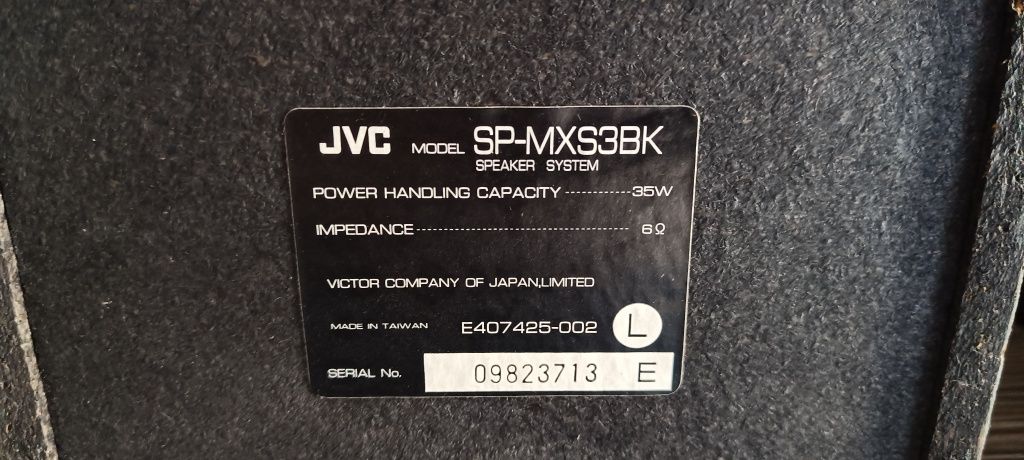 JVC MODEL SP-MXS3BK
SPEAKER SYSTEM
POWER HANDLING CAPACITY ----------- 35W
IMPEDANCE ----------------------------------- 6Ω
VICTOR COMPANY OF JAPAN,LIMITED
MADE IN TAIWAN E407425-002 L
SERIAL No. 09823713 E